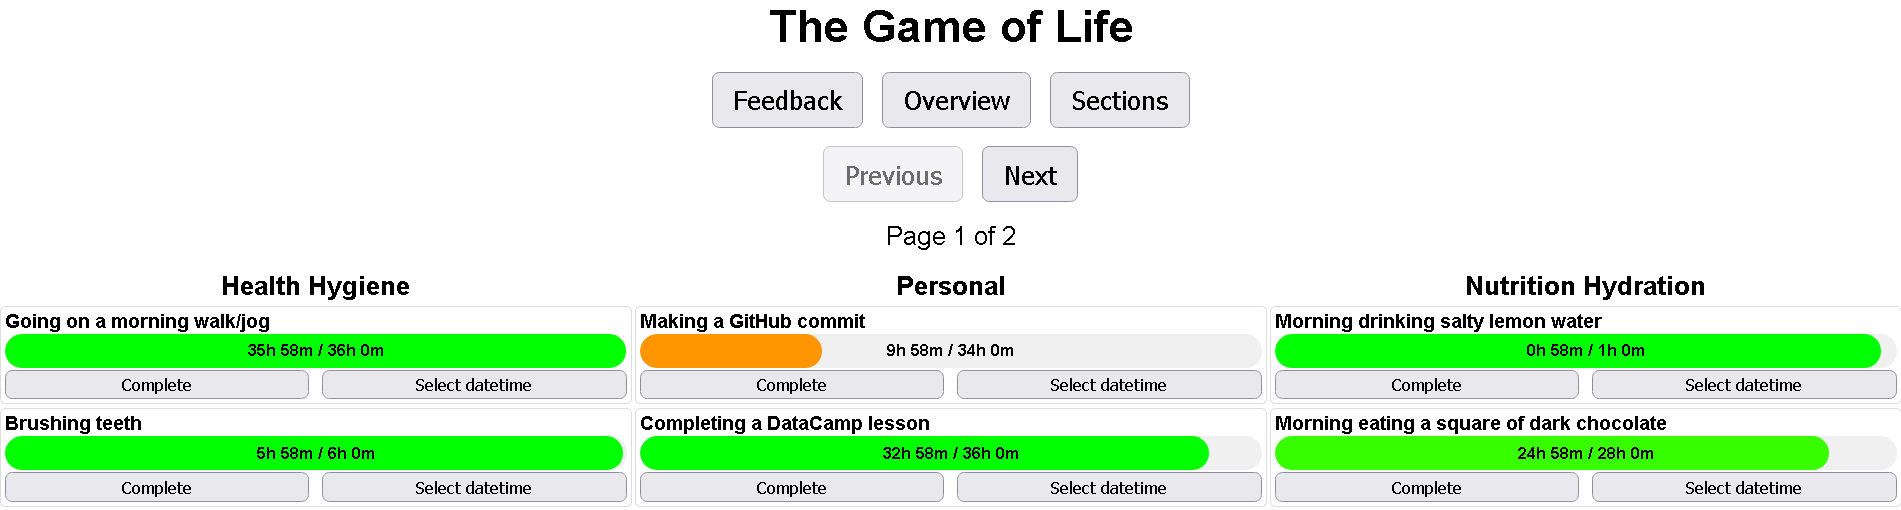 The Game of Life
Feedback Overview Sections
Previous Next
Page 1 of 2
Health Hygiene
Going on a morning walk/jog
35h 58m / 36h 0m
Complete Select datetime
Brushing teeth
5h 58m / 6h 0m
Complete Select datetime
Personal
Making a GitHub commit
9h 58m / 34h 0m
Complete Select datetime
Completing a DataCamp lesson
32h 58m / 36h 0m
Complete Select datetime
Nutrition Hydration
Morning drinking salty lemon water
0h 58m / 1h 0m
Complete Select datetime
Morning eating a square of dark chocolate
24h 58m / 28h 0m
Complete Select datetime